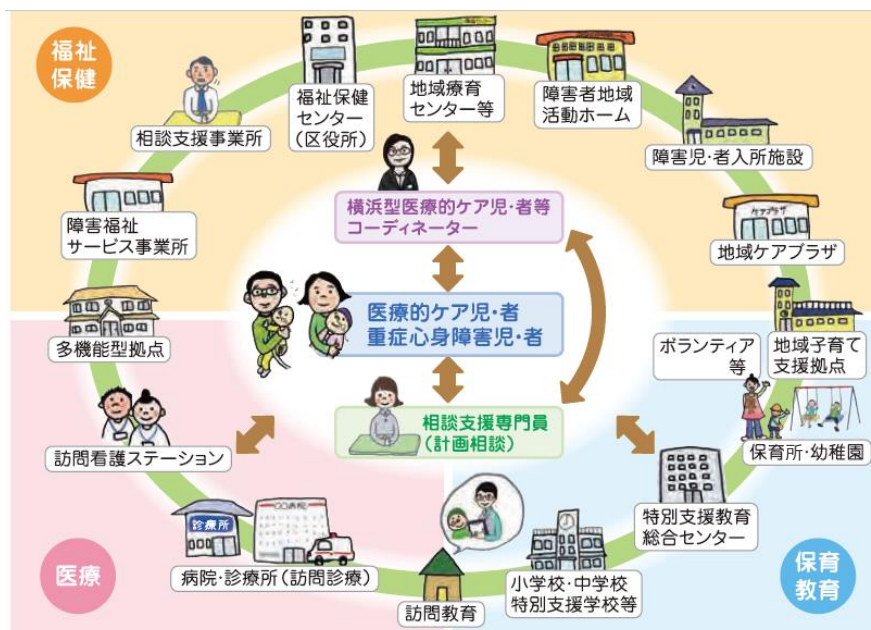 福祉
保健
相談支援事業所
福祉保健
センター
(区役所)
地域療育
センター等
障害者地域
活動ホーム
障害児・者入所施設
障害福祉
サービス事業所
横浜型医療的ケア児・者等
コーディネーター
ケアプラザ
地域ケアプラザ
多機能型拠点
医療的ケア児・者
重症心身障害児・者
地域子育て
支援拠点
ボランティア
等
相談支援専門員
(計画相談)
訪問看護ステーション
保育所・幼稚園
診療所
〇〇病院
病院・診療所(訪問診療)
訪問教育
小学校・中学校
特別支援学校等
特別支援教育
総合センター
医療
保育
教育